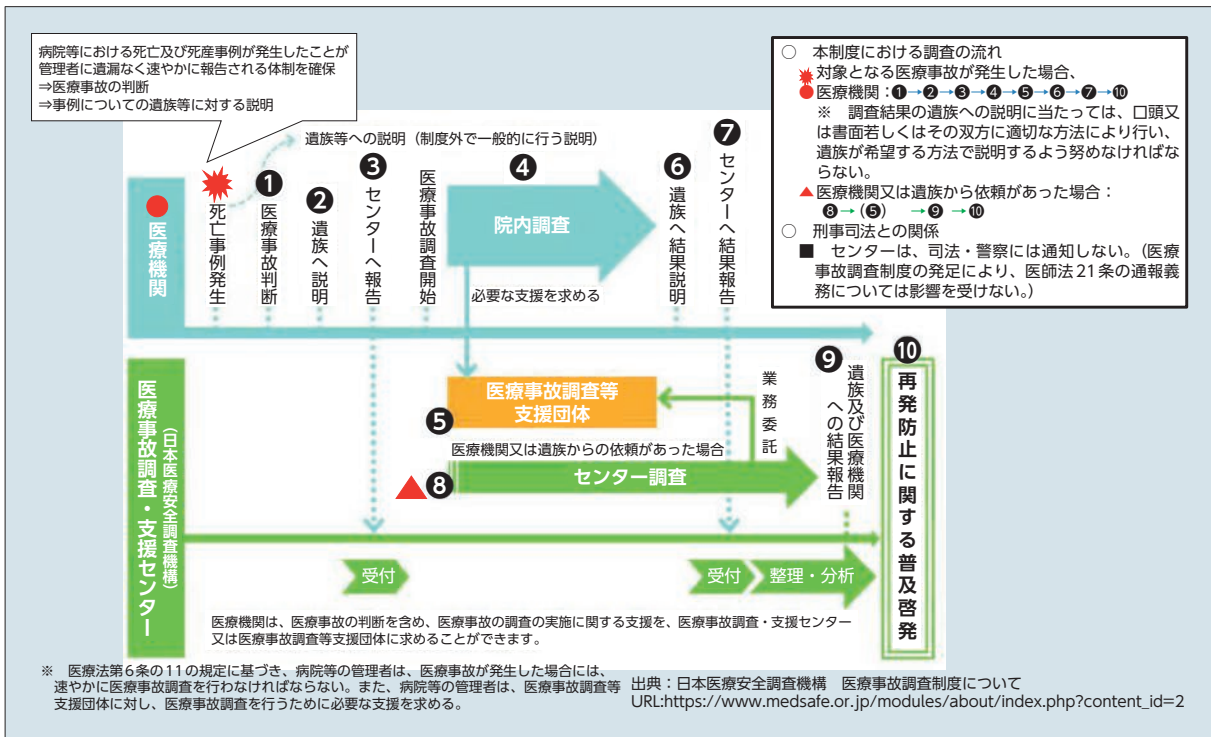 病院等における死亡及び死産事例が発生したことが
管理者に遺漏なく速やかに報告される体制を確保
⇒医療事故の判断
⇒事例についての遺族等に対する説明
○ 本制度における調査の流れ
対象となる医療事故が発生した場合、
医療機関：❶→❷→❸→❹→❺→❻→❼→❿
※ 調査結果の遺族への説明に当たっては、口頭又
は書面若しくはその双方に適切な方法により行い、
遺族が希望する方法で説明するよう努めなければな
らない。
▲医療機関又は遺族から依頼があった場合：
❽→(❺) →❾→❿
○ 刑事司法との関係
■ センターは、司法・警察には通知しない。（医療
事故調査制度の発足により、医師法21条の通報義
務については影響を受けない。）
遺族等への説明（制度外で一般的に行う説明）
医療機関
死亡事例発生
❶
医療事故判断
❷
遺族へ説明
❸
センターへ報告
医療事故調査開始
❹
院内調査
必要な支援を求める
❻
遺族へ結果説明
❼
センターへ結果報告
医療事故調査・支援センター
（日本医療安全調査機構）
医療事故調査等
支援団体
❺
医療機関又は遺族からの依頼があった場合
▲❽
センター調査
業務委託
❾
遺族及び医療機関
への結果報告
❿
再発防止に関する普及啓発
受付
受付
整理・分析
医療機関は、医療事故の判断を含め、医療事故の調査の実施に関する支援を、医療事故調査・支援センター
又は医療事故調査等支援団体に求めることができます。
※ 医療法第6条の11の規定に基づき、病院等の管理者は、医療事故が発生した場合には、
速やかに医療事故調査を行わなければならない。また、病院等の管理者は、医療事故調査等
支援団体に対し、医療事故調査を行うために必要な支援を求める。
出典：日本医療安全調査機構 医療事故調査制度について
URL:https://www.medsafe.or.jp/modules/about/index.php?content_id=2